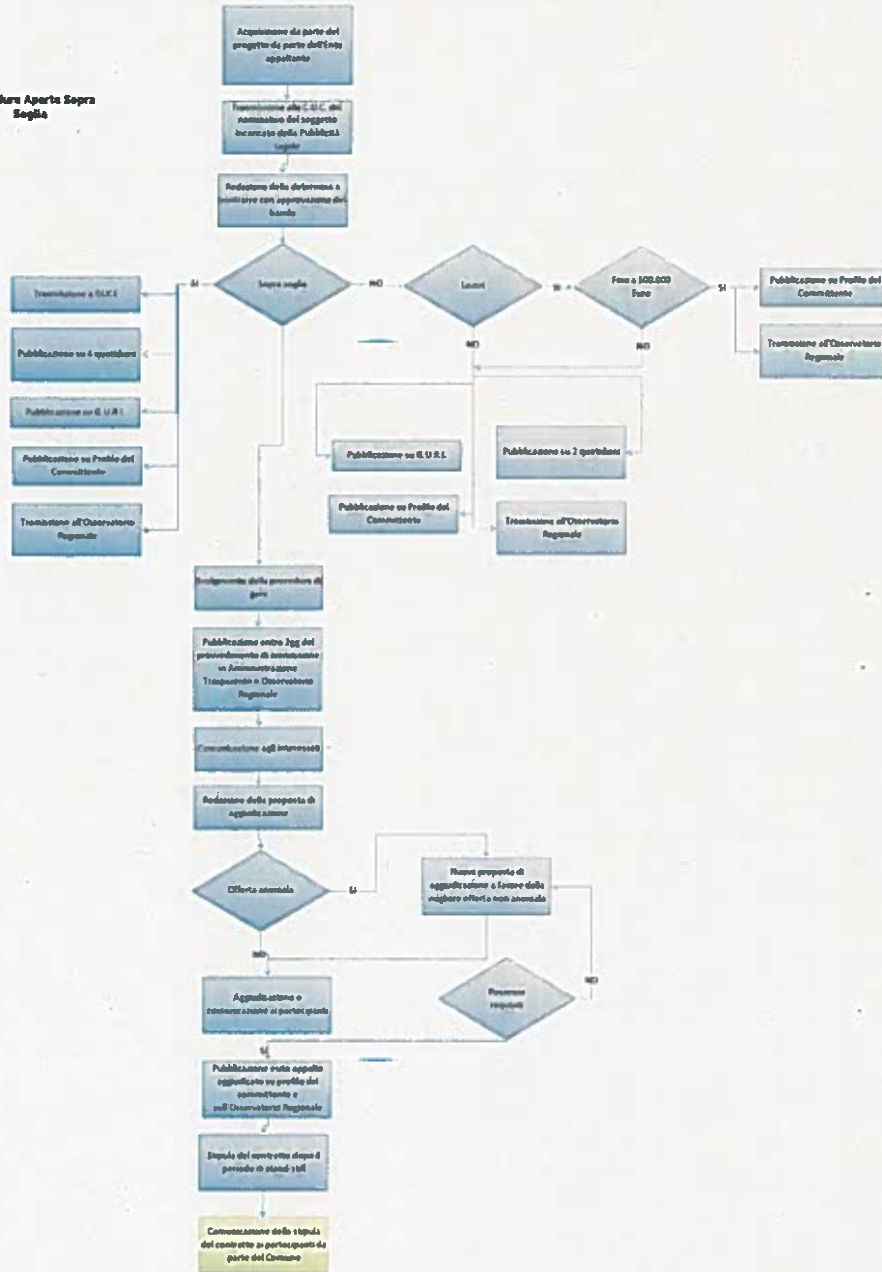 dura Aperta Sopra
Soglia
Acquisizione da parte del
progetto da parte dell'Ente
appaltante
Trasmissione alla C.U.C. del
nominativo del soggetto
incaricato della Pubblicità
Legale
Redazione della determina a
contrarre con approvazione del
bando
Sopra soglia
SI
NO
Lavori
SI
NO
Fino a 500.000
Euro
SI
NO
Trasmissione a GUCE
Pubblicazione su 4 quotidiani
Pubblicazione su G.U.R.I.
Pubblicazione su Profilo del
Committente
Trasmissione all'Osservatorio
Regionale
Pubblicazione su Profilo del
Committente
Trasmissione all'Osservatorio
Regionale
Pubblicazione su G.U.R.I.
Pubblicazione su 2 quotidiani
Pubblicazione su Profilo del
Committente
Trasmissione all'Osservatorio
Regionale
Svolgimento della procedura di
gara
Pubblicazione entro 2gg del
provvedimento di ammissione
in Amministrazione
Trasparente e Osservatorio
Regionale
Comunicazione agli interessati
Redazione della proposta di
aggiudicazione
Offerta anomala
SI
NO
Nuova proposta di
aggiudicazione a favore della
migliore offerta non anomala
Aggiudicazione e
comunicazione ai partecipanti
Possesso
requisiti
NO
SI
Pubblicazione esito appalto
aggiudicato su profilo del
committente e
sull'Osservatorio Regionale
Stipula del contratto dopo il
periodo di stand-still
Comunicazione della stipula
del contratto ai partecipanti da
parte del Comune